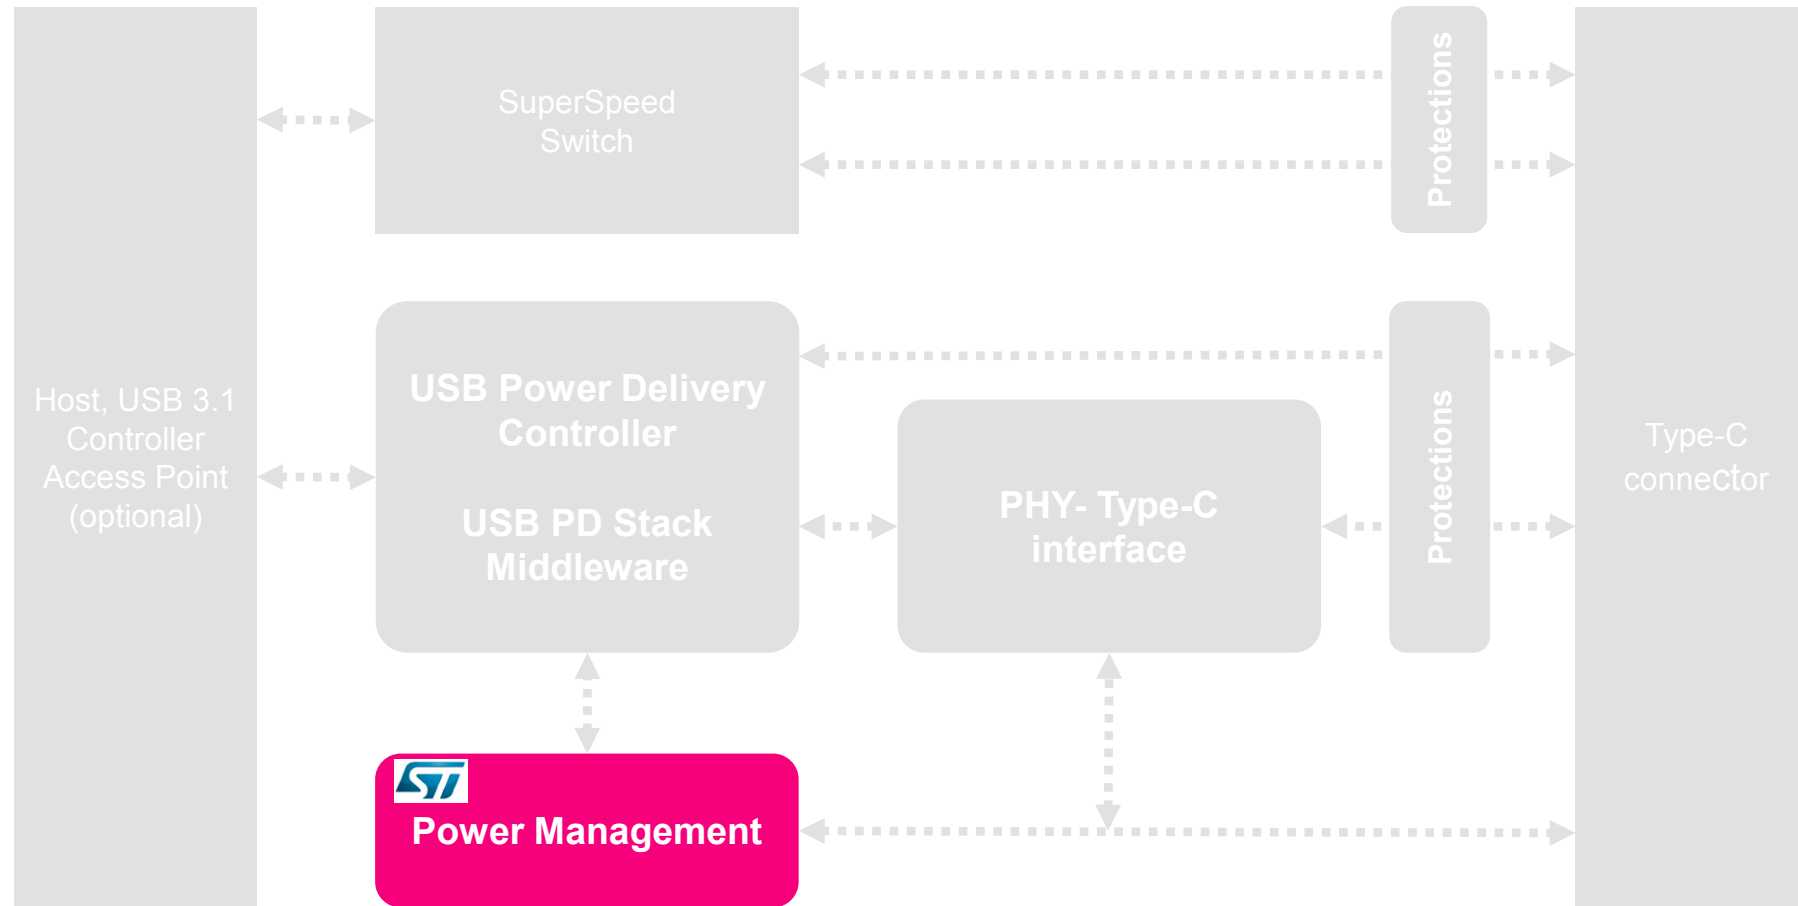 SuperSpeed
Switch
Protections
Host, USB 3.1
Controller
Access Point
(optional)
USB Power Delivery
Controller
USB PD Stack
Middleware
PHY- Type-C
interface
Protections
Type-C
connector
ST
Power Management